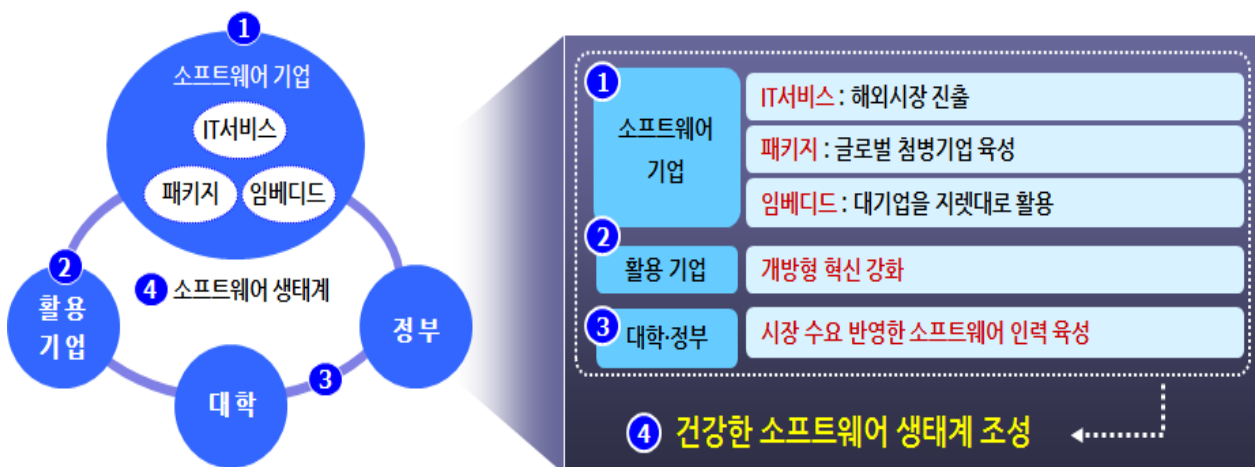 1
소프트웨어 기업
IT서비스
패키지
임베디드
2
활용
기업
4 소프트웨어 생태계
정부
대학
3
1
소프트웨어
기업
IT서비스 : 해외시장 진출
패키지 : 글로벌 첨병기업 육성
임베디드 : 대기업을 지렛대로 활용
2
활용 기업
개방형 혁신 강화
3
대학·정부
시장 수요 반영한 소프트웨어 인력 육성
4 건강한 소프트웨어 생태계 조성